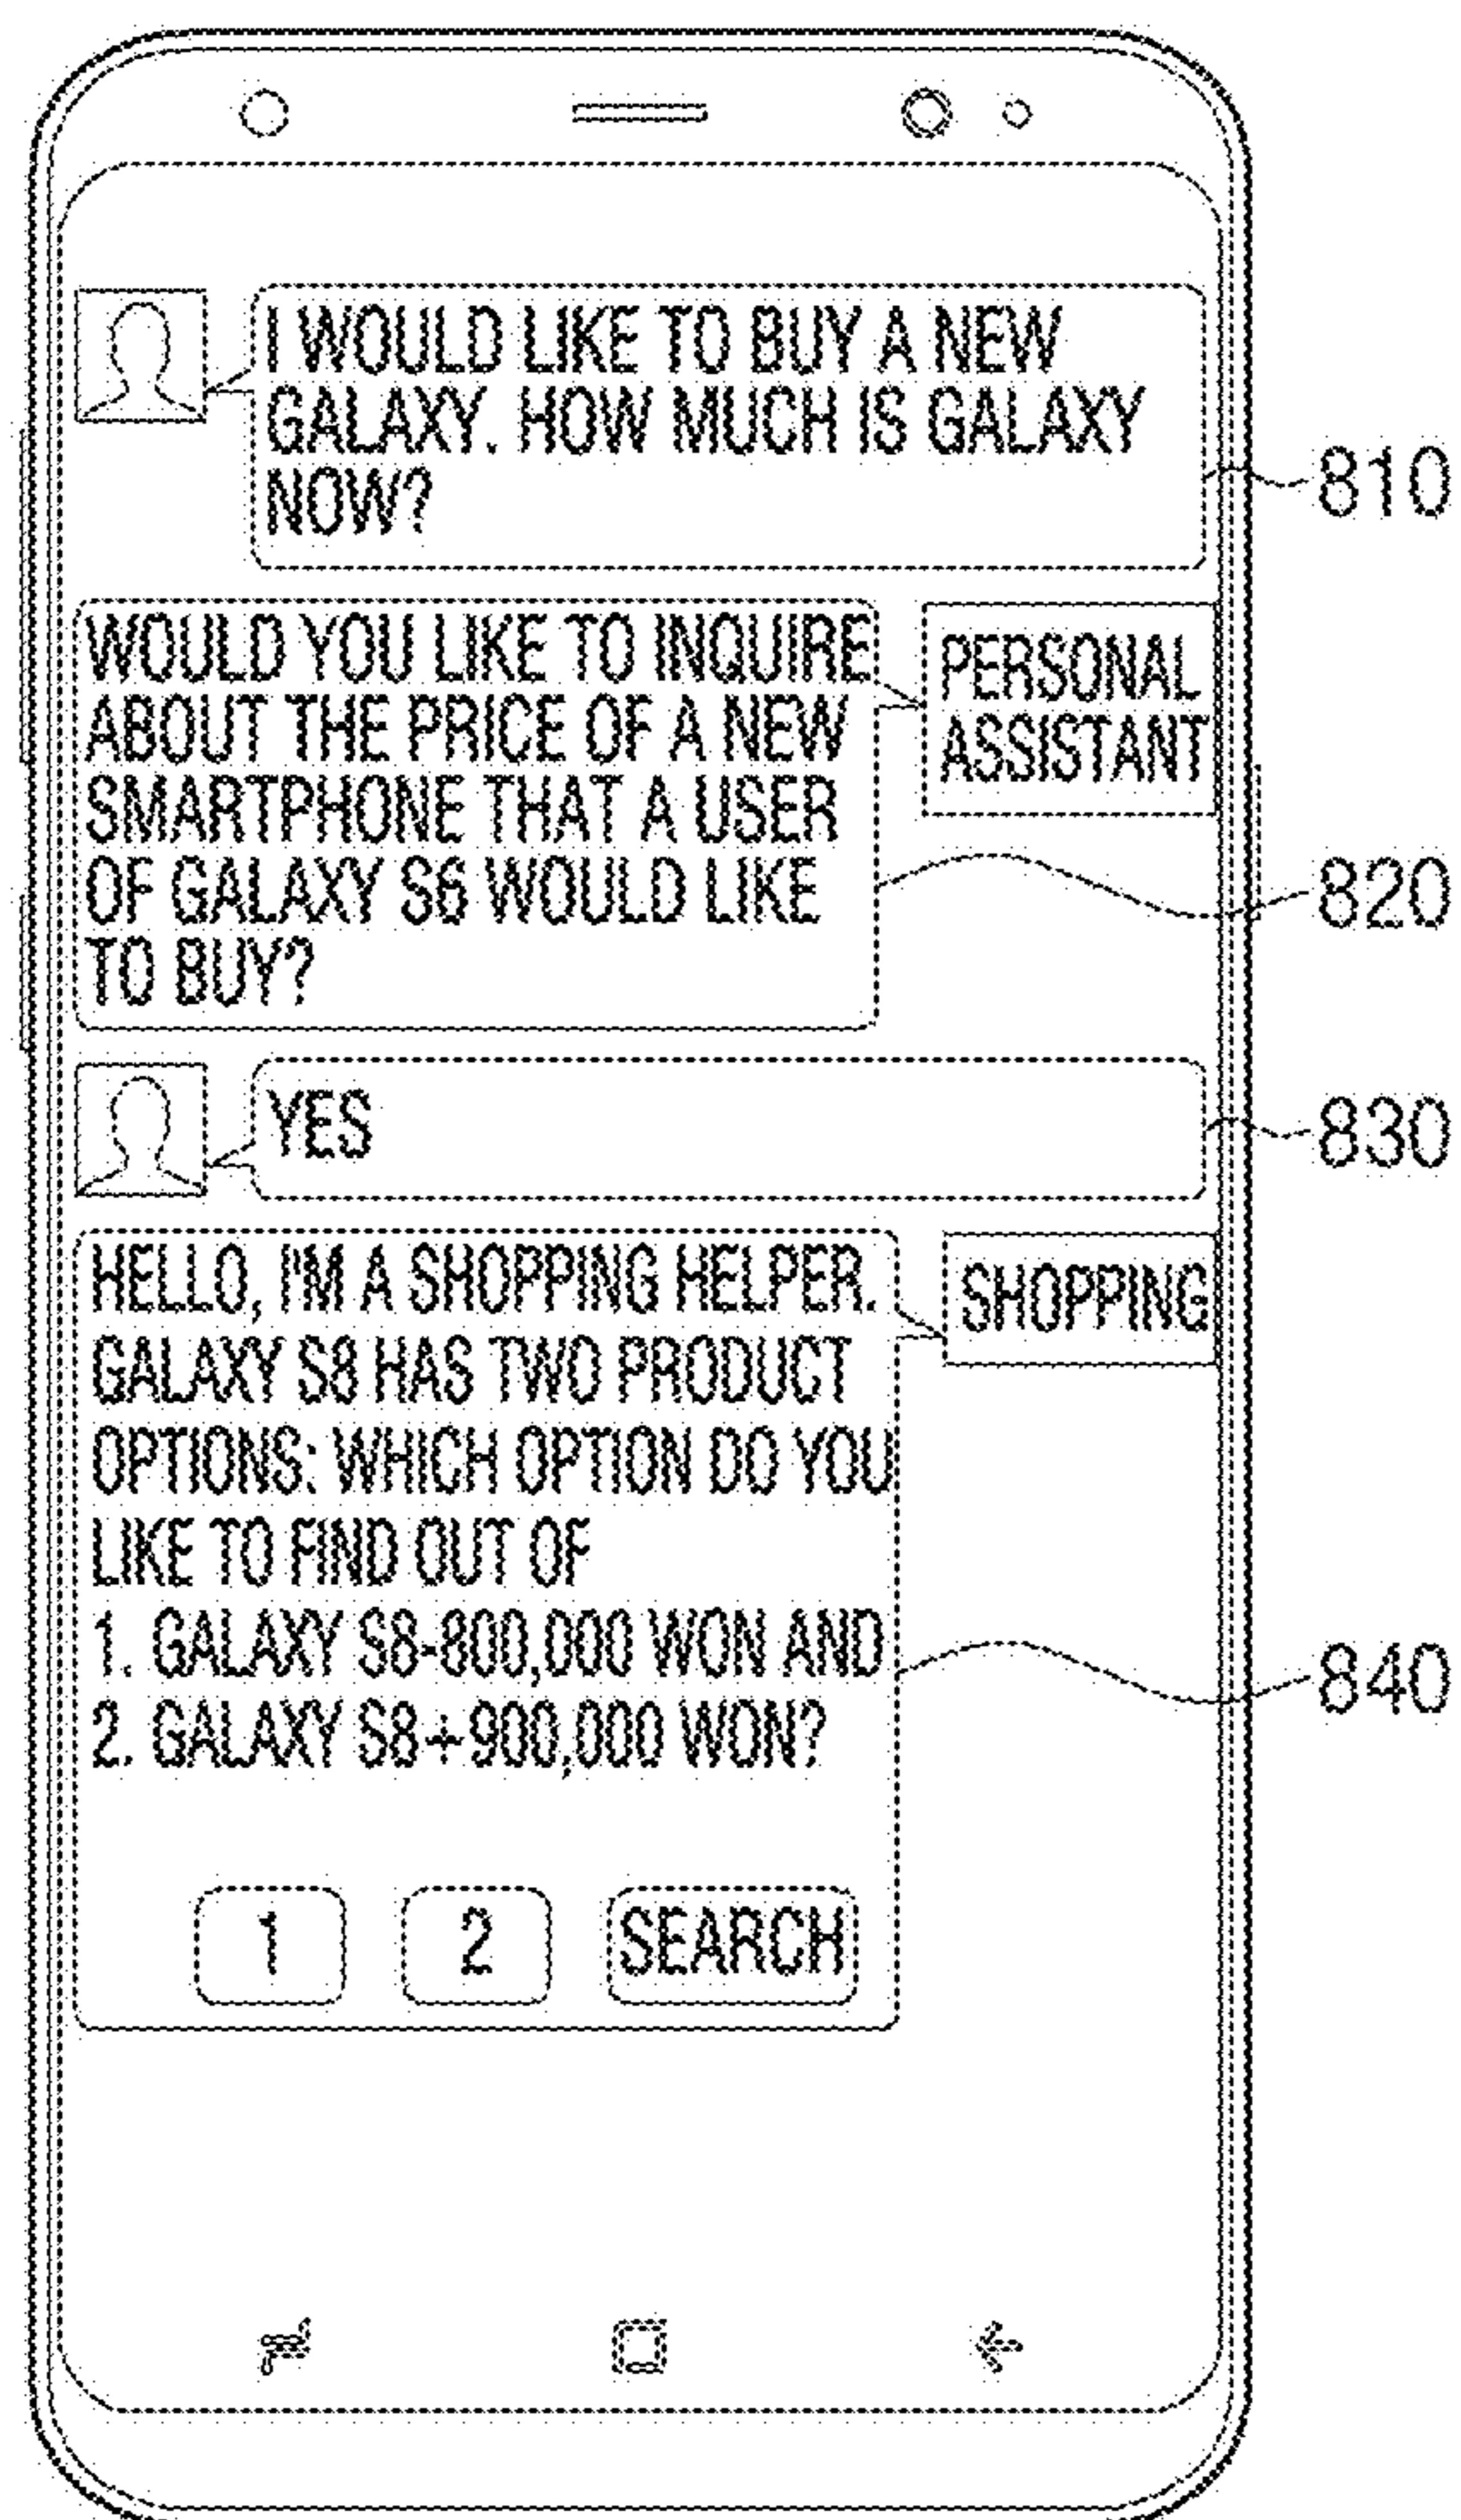 I WOULD LIKE TO BUY A NEW
GALAXY. HOW MUCH IS GALAXY
NOW?
810
WOULD YOU LIKE TO INQUIRE
ABOUT THE PRICE OF A NEW
SMARTPHONE THAT A USER
OF GALAXY S6 WOULD LIKE
TO BUY?
PERSONAL
ASSISTANT
820
YES
830
HELLO, I'M A SHOPPING HELPER.
GALAXY S8 HAS TWO PRODUCT
OPTIONS: WHICH OPTION DO YOU
LIKE TO FIND OUT OF
1. GALAXY S8-800,000 WON AND
2. GALAXY S8+900,000 WON?
SHOPPING
840
1
2
SEARCH